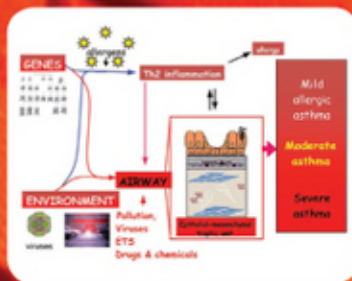 allergens
GENES
allergy
Th2 inflammation
Mild
allergic
asthma
Moderate
asthma
Severe
asthma
AIRWAY
ENVIRONMENT
Pollution,
Viruses
ETS
Drugs & chemicals
viruses
Epithelial-mesenchymal
trophic unit